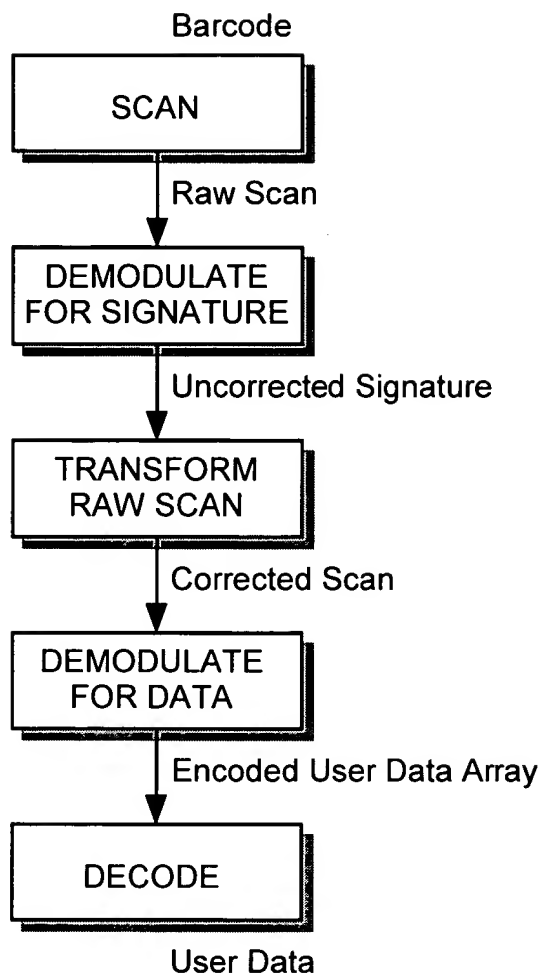 Barcode
SCAN
Raw Scan
DEMODULATE
FOR SIGNATURE
Uncorrected Signature
TRANSFORM
RAW SCAN
Corrected Scan
DEMODULATE
FOR DATA
Encoded User Data Array
DECODE
User Data